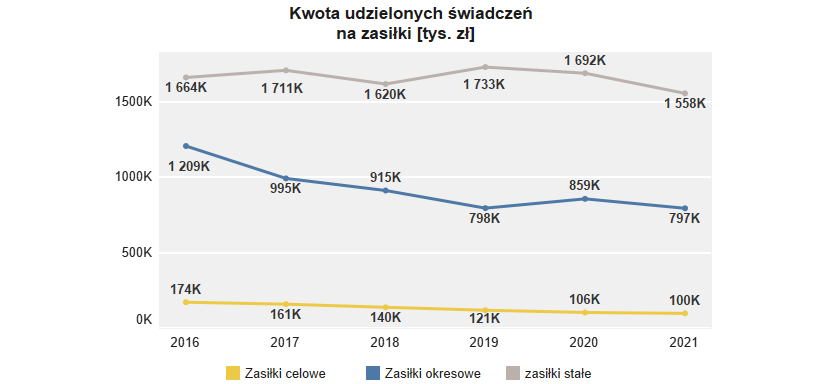 Kwota udzielonych świadczeń
na zasiłki [tys. zł]
1 692K
1 664K
1 711K
1 620K
1 733K
1 558K
1500K
1 209K
1000K
995K
915K
798K
859K
797K
500K
174K
161K
140K
121K
106K
100K
0K
2016 2017 2018 2019 2020 2021
Zasiłki celowe Zasiłki okresowe zasiłki stałe